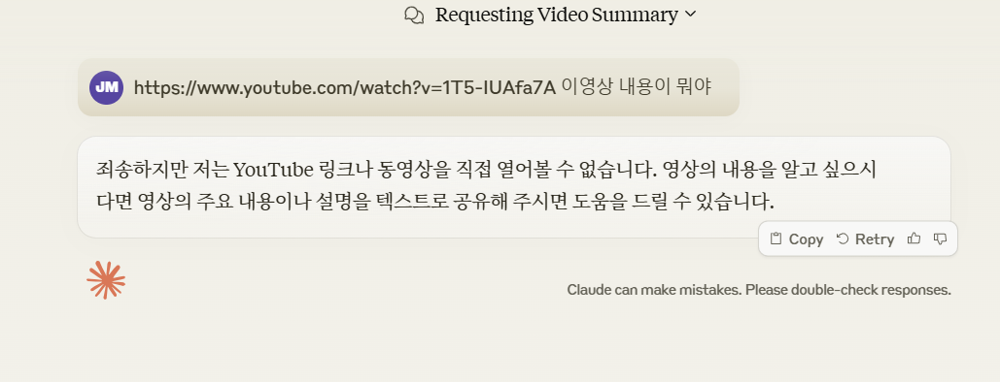 Requesting Video Summary
JM
https://www.youtube.com/watch?v=1T5-IUAfa7A 이영상 내용이 뭐야
죄송하지만 저는 YouTube 링크나 동영상을 직접 열어볼 수 없습니다. 영상의 내용을 알고 싶으시
다면 영상의 주요 내용이나 설명을 텍스트로 공유해 주시면 도움을 드릴 수 있습니다.
Copy Retry
Claude can make mistakes. Please double-check responses.